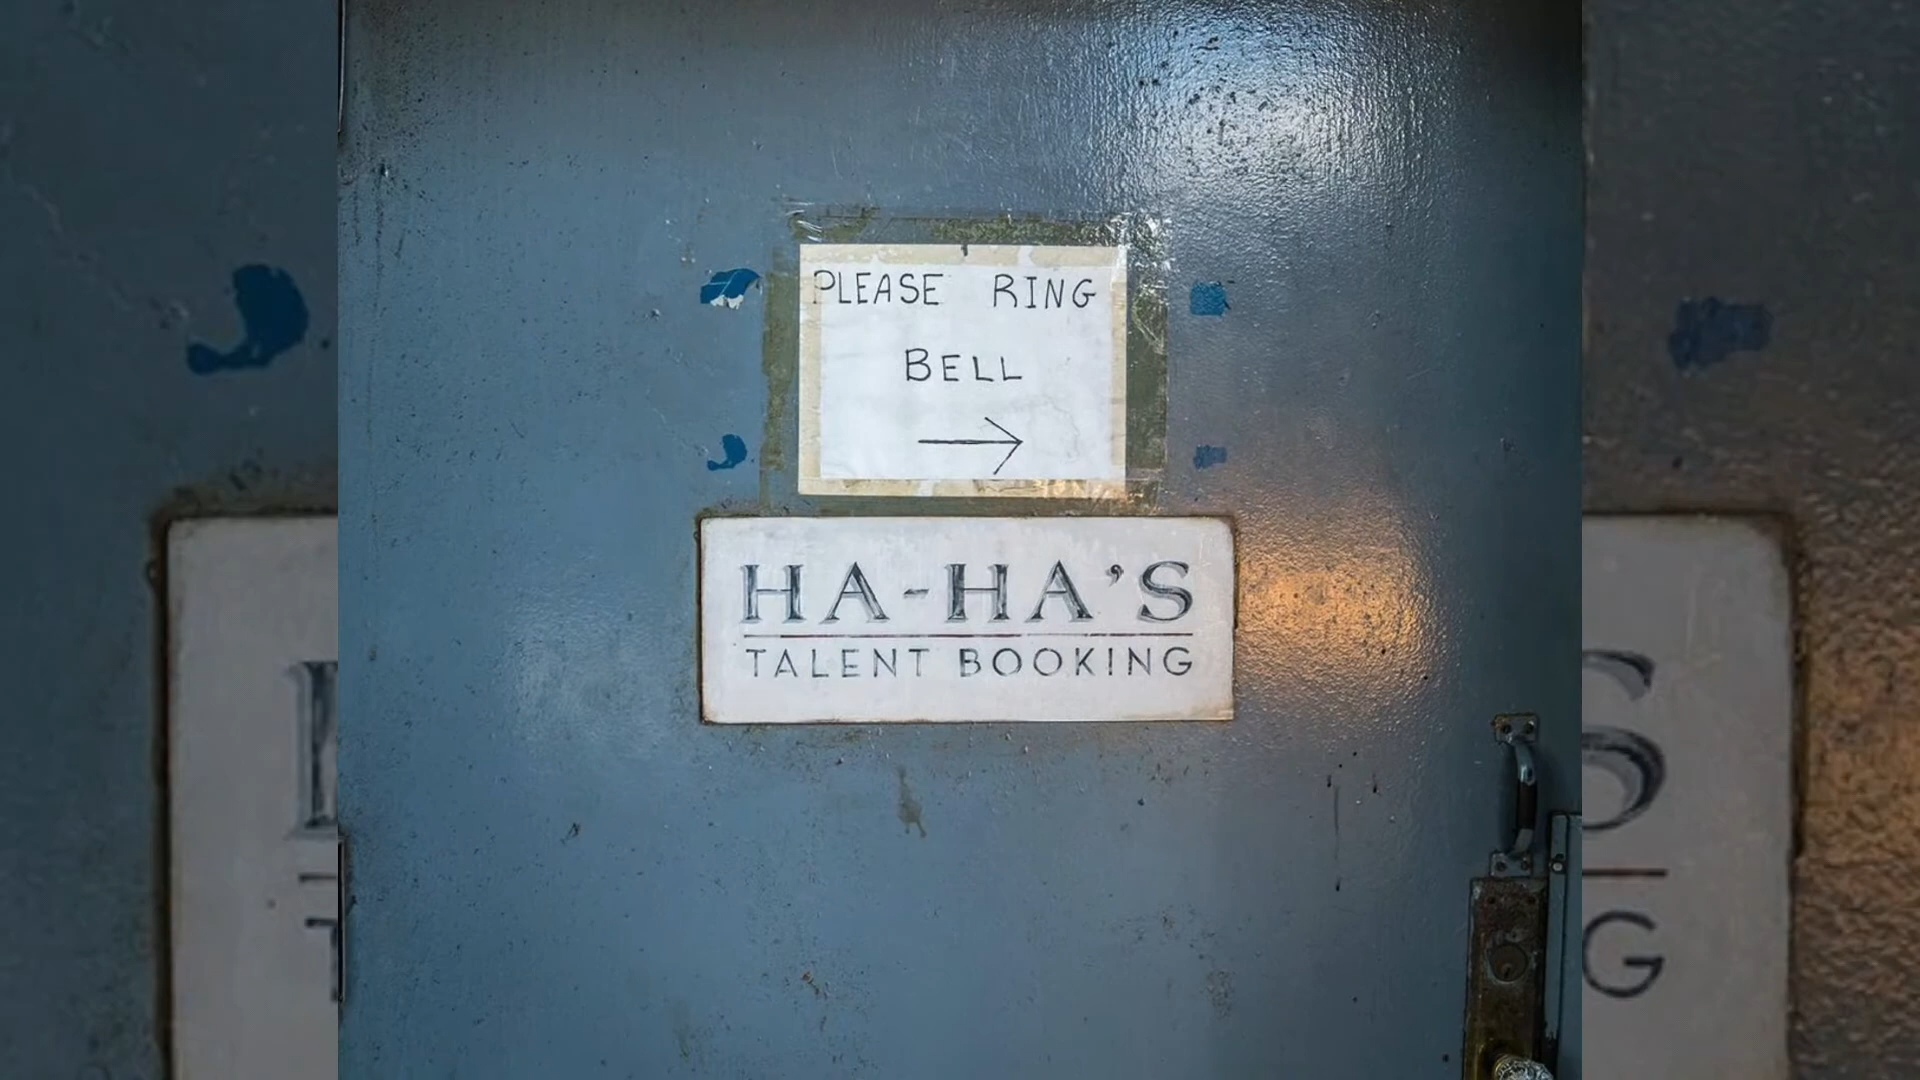 PLEASE RING
BELL
→
HA-HA'S
TALENT BOOKING